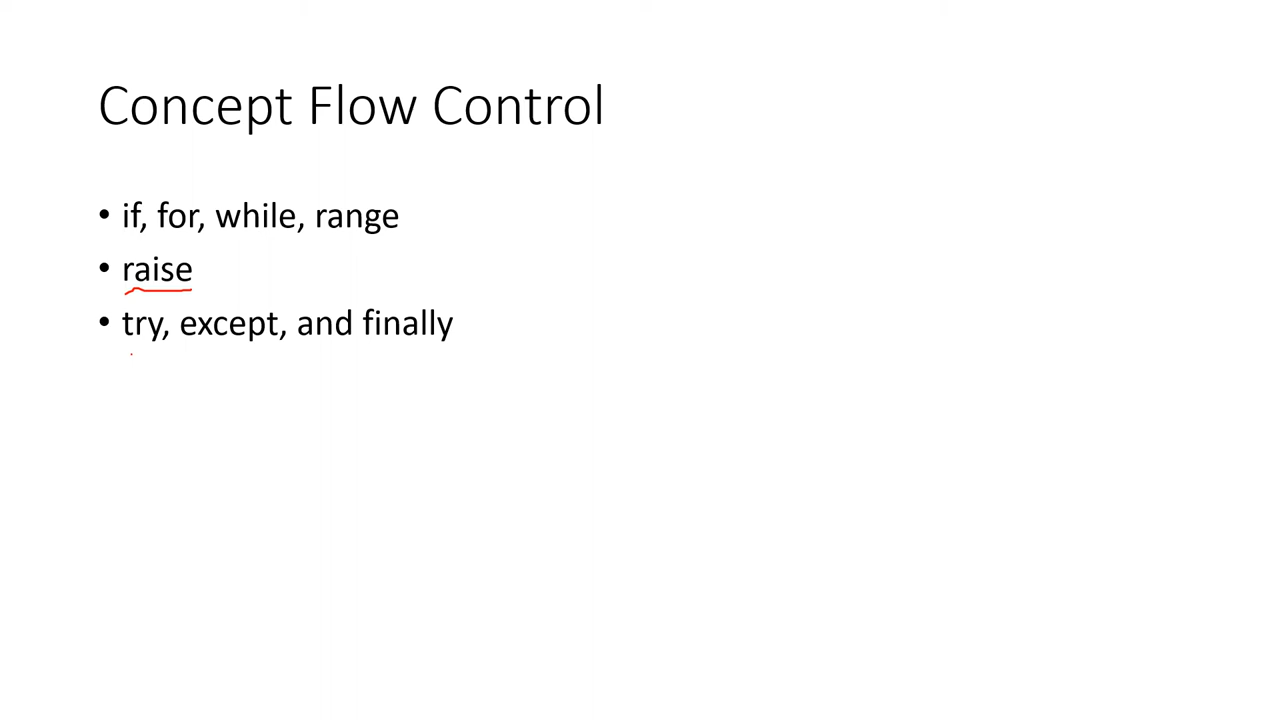 Concept Flow Control
• if, for, while, range
• raise
• try, except, and finally